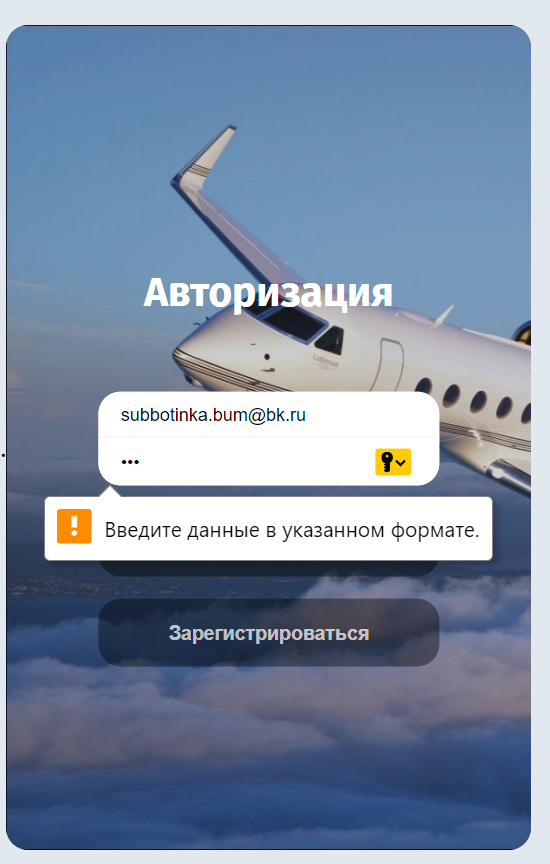 Авторизация
subbotinka.bum@bk.ru
•••
Введите данные в указанном формате.
Зарегистрироваться